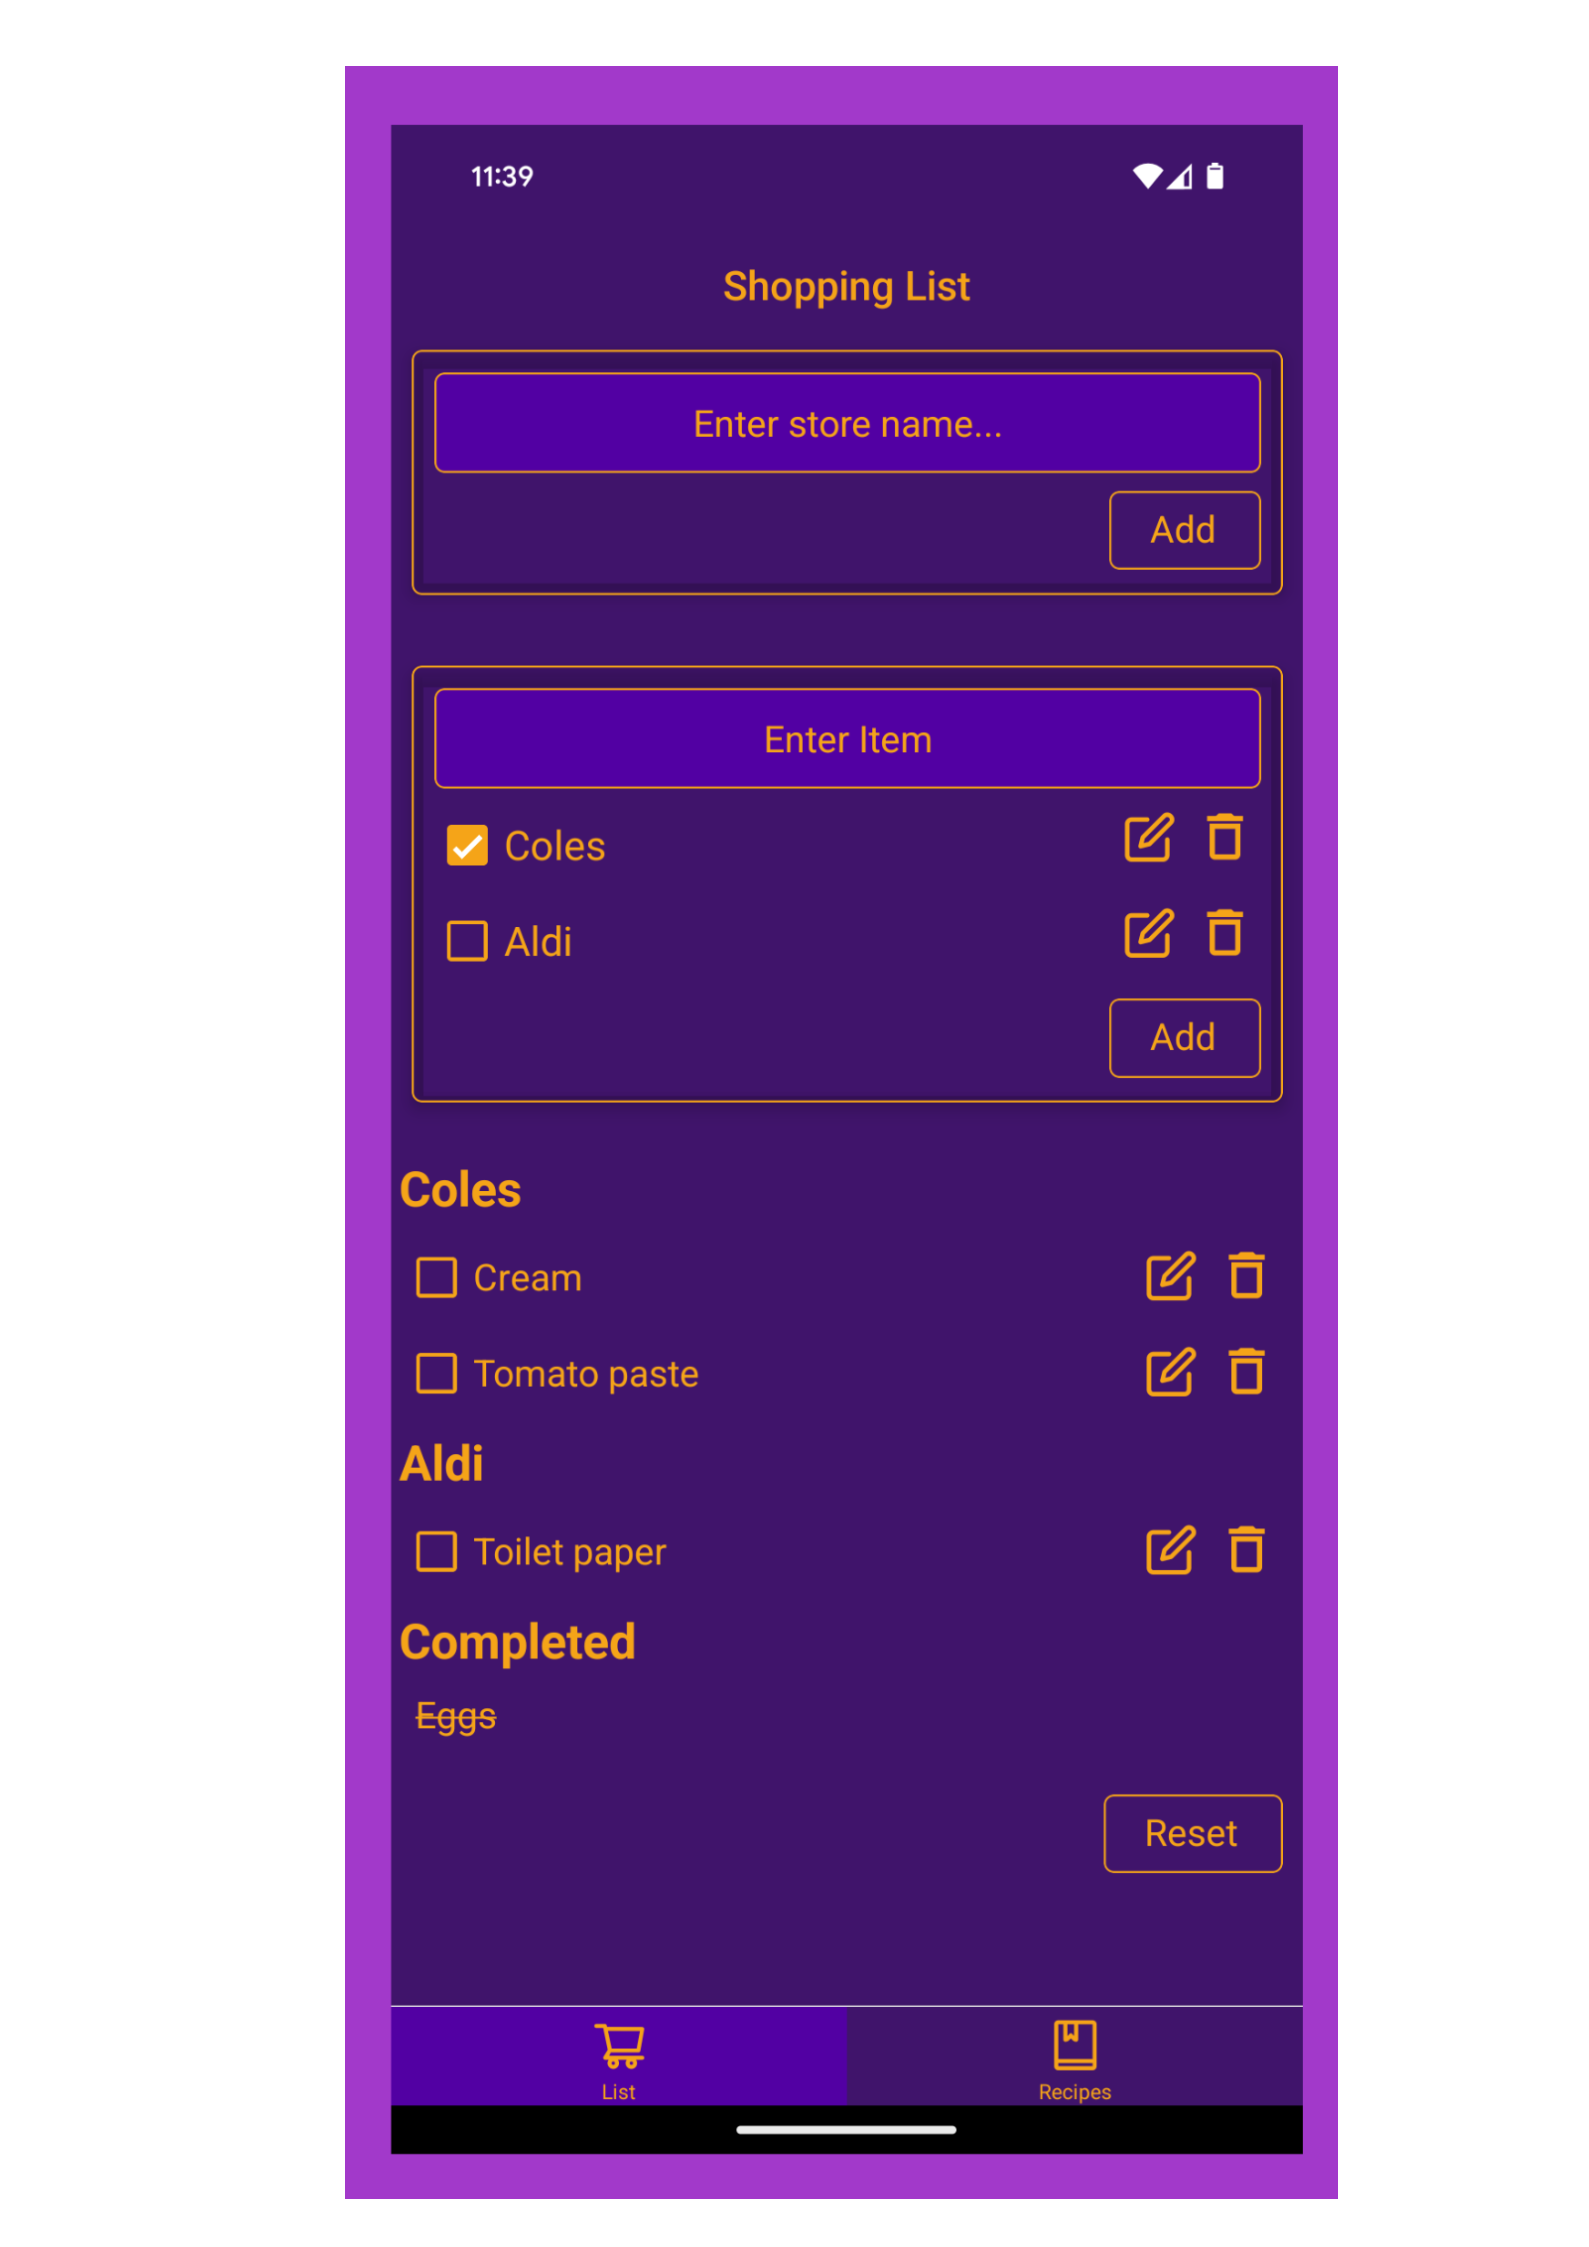 11:39
Shopping List
Enter store name...
Add
Enter Item
Coles
Aldi
Add
Coles
Cream
Tomato paste
Aldi
Toilet paper
Completed
Eggs
Reset
List
Recipes